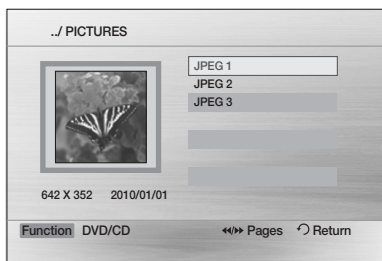 ../ PICTURES
JPEG 1
JPEG 2
JPEG 3
642 X 352 2010/01/01
Function DVD/CD Pages Return